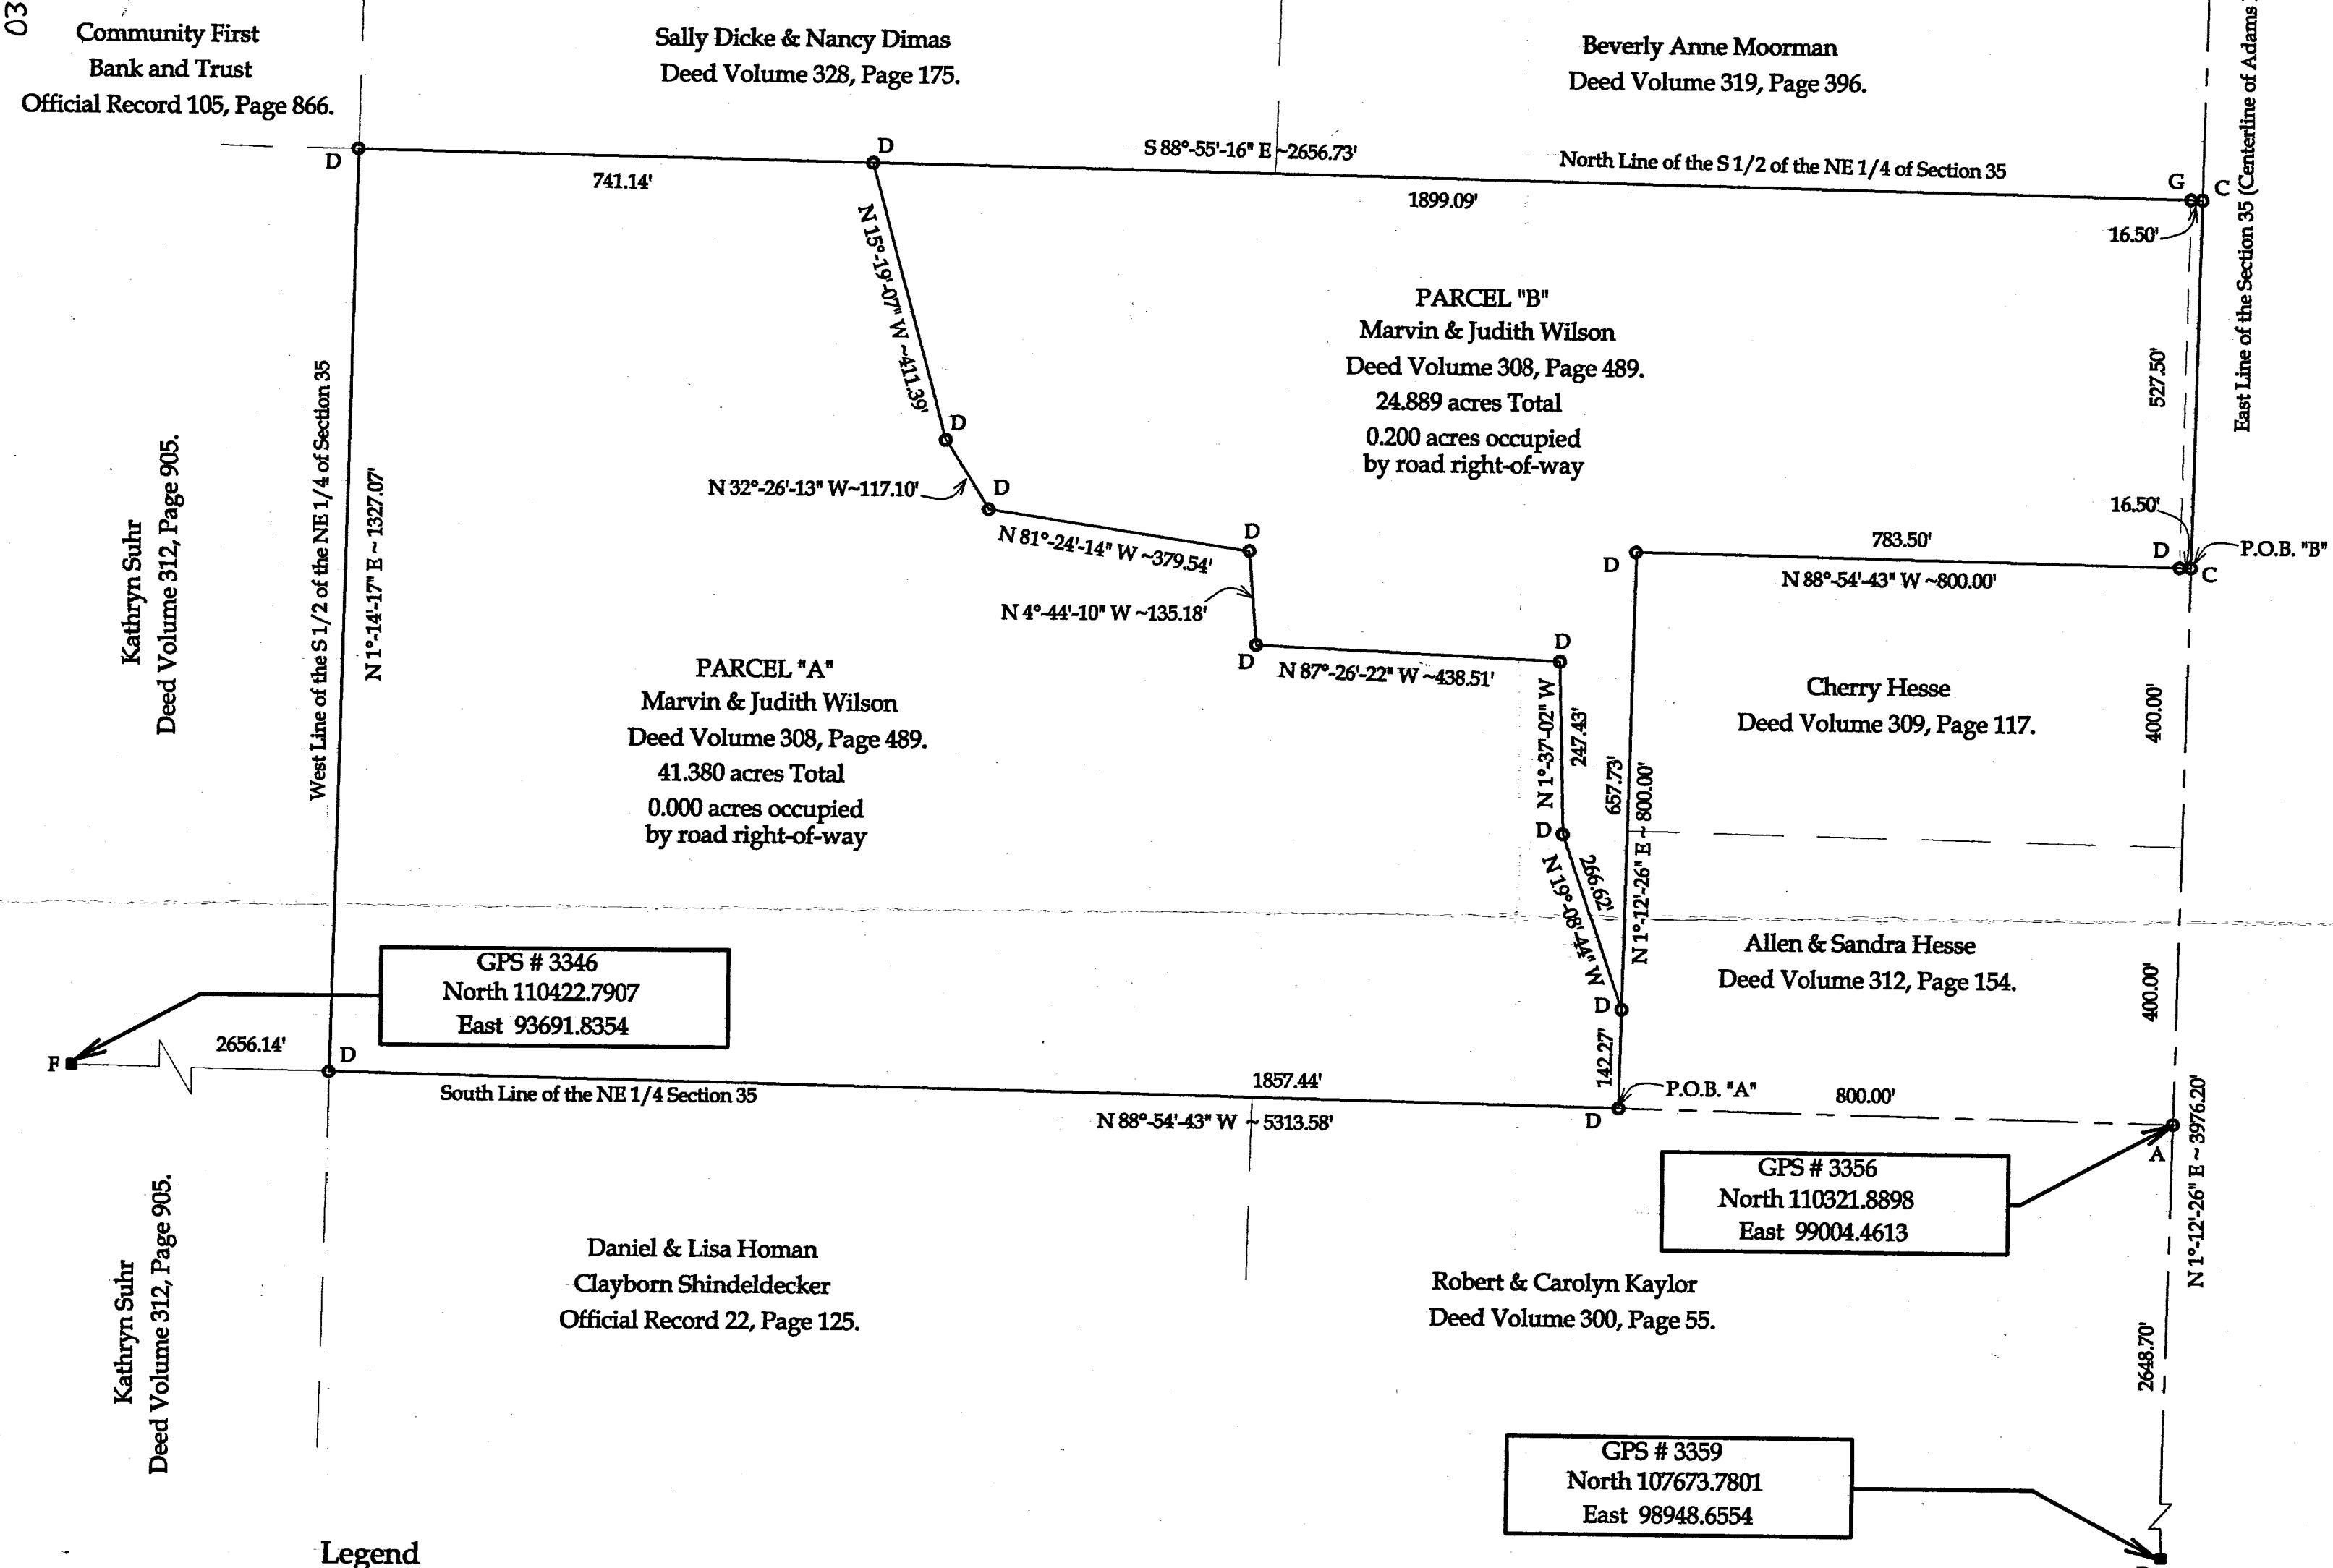 03
Community First
Bank and Trust
Official Record 105, Page 866.
Sally Dicke & Nancy Dimas
Deed Volume 328, Page 175.
Beverly Anne Moorman
Deed Volume 319, Page 396.
East Line of the Section 35 (Centerline of Adams
D
D
S 88°-55'-16" E ~2656.73'
North Line of the S 1/2 of the NE 1/4 of Section 35
G
C
741.14'
1899.09'
16.50'
N 15°-19'-07" W ~411.39'
PARCEL "B"
Marvin & Judith Wilson
Deed Volume 308, Page 489.
24.889 acres Total
0.200 acres occupied
by road right-of-way
527.50'
West Line of the S 1/2 of the NE 1/4 of Section 35
N 1°-14'-17" E ~ 1327.07'
Kathryn Suhr
Deed Volume 312, Page 905.
D
N 32°-26'-13" W~117.10'
D
N 81°-24'-14" W ~379.54'
D
16.50'
783.50'
D
P.O.B. "B"
D
N 88°-54'-43" W ~800.00'
C
N 4°-44'-10" W ~135.18'
D
D
N 87°-26'-22" W ~438.51'
PARCEL "A"
Marvin & Judith Wilson
Deed Volume 308, Page 489.
41.380 acres Total
0.000 acres occupied
by road right-of-way
N 1°-37'-02" W
247.43'
657.73'
N 1°-12'-26" E ~ 800.00'
Cherry Hesse
Deed Volume 309, Page 117.
400.00'
D
266.62'
N 19°-08'-44" W
Allen & Sandra Hesse
Deed Volume 312, Page 154.
400.00'
GPS # 3346
North 110422.7907
East 93691.8354
D
142.27'
F
2656.14'
D
South Line of the NE 1/4 Section 35
1857.44'
N 88°-54'-43" W ~ 5313.58'
D
P.O.B. "A"
800.00'
A
N 1°-12'-26" E ~ 3976.20'
GPS # 3356
North 110321.8898
East 99004.4613
Kathryn Suhr
Deed Volume 312, Page 905.
Daniel & Lisa Homan
Clayborn Shindeldecker
Official Record 22, Page 125.
Robert & Carolyn Kaylor
Deed Volume 300, Page 55.
2648.70'
GPS # 3359
North 107673.7801
East 98948.6554
Legend